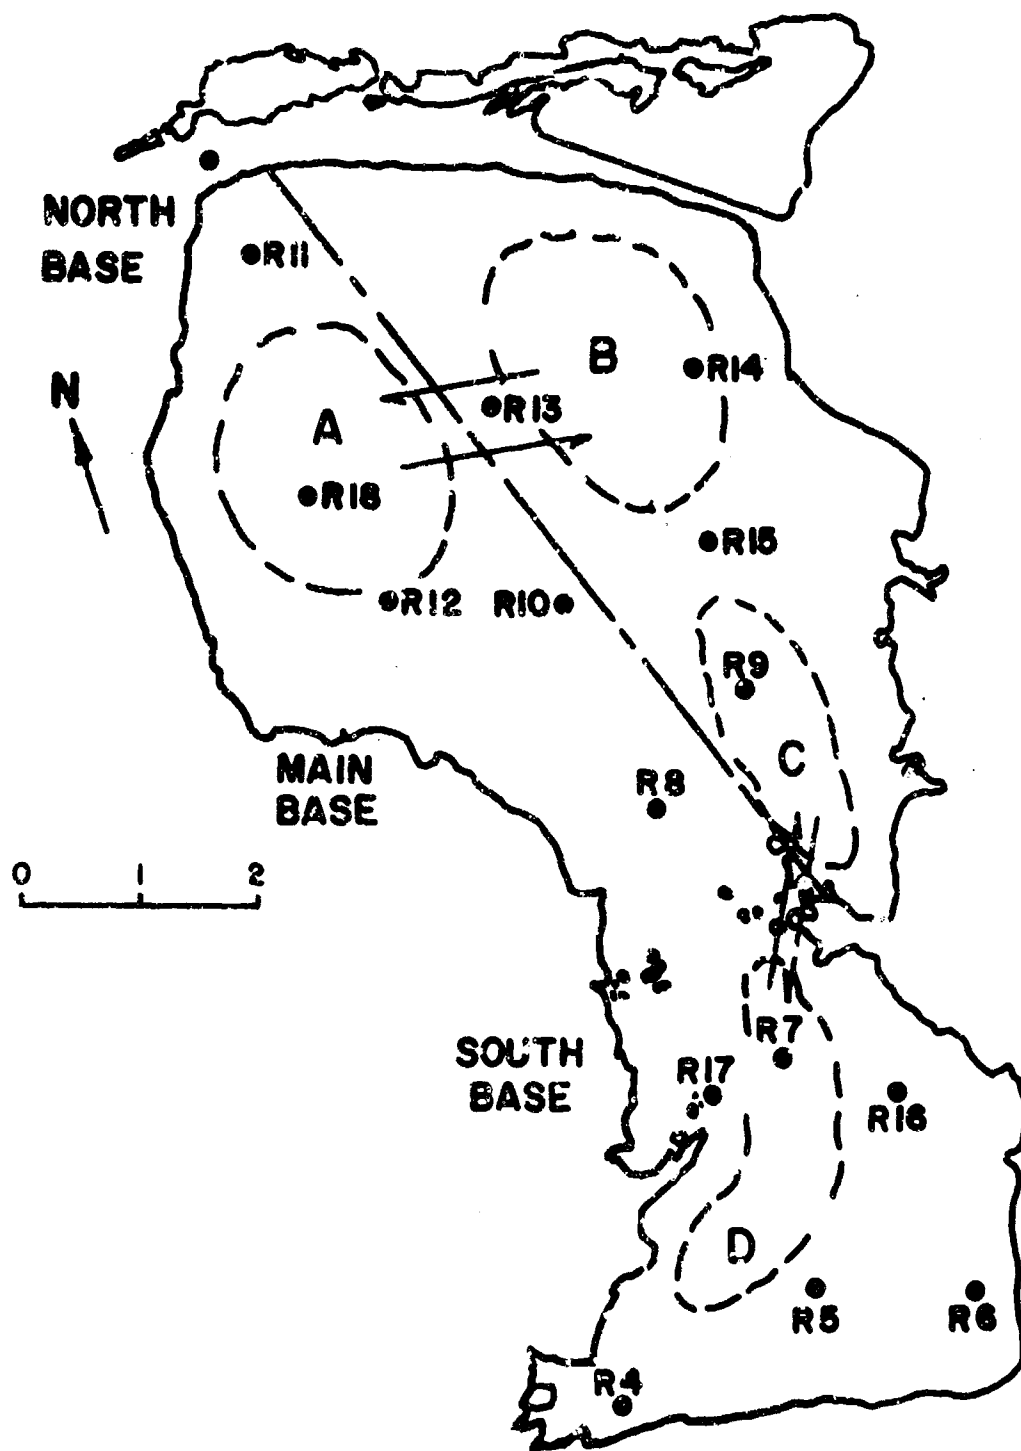 NORTH
BASE
R11
B
N
R14
R13
A
R18
R15
R12
R10
R9
C
MAIN
BASE
R8
0 1 2
R7
SOUTH
BASE
R17
R16
D
R5
R6
R4